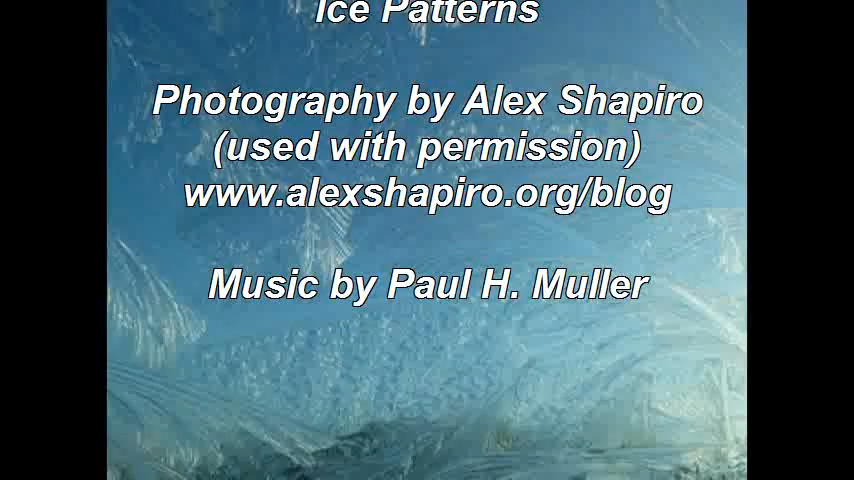 Ice Patterns
Photography by Alex Shapiro
(used with permission)
www.alexshapiro.org/blog
Music by Paul H. Muller